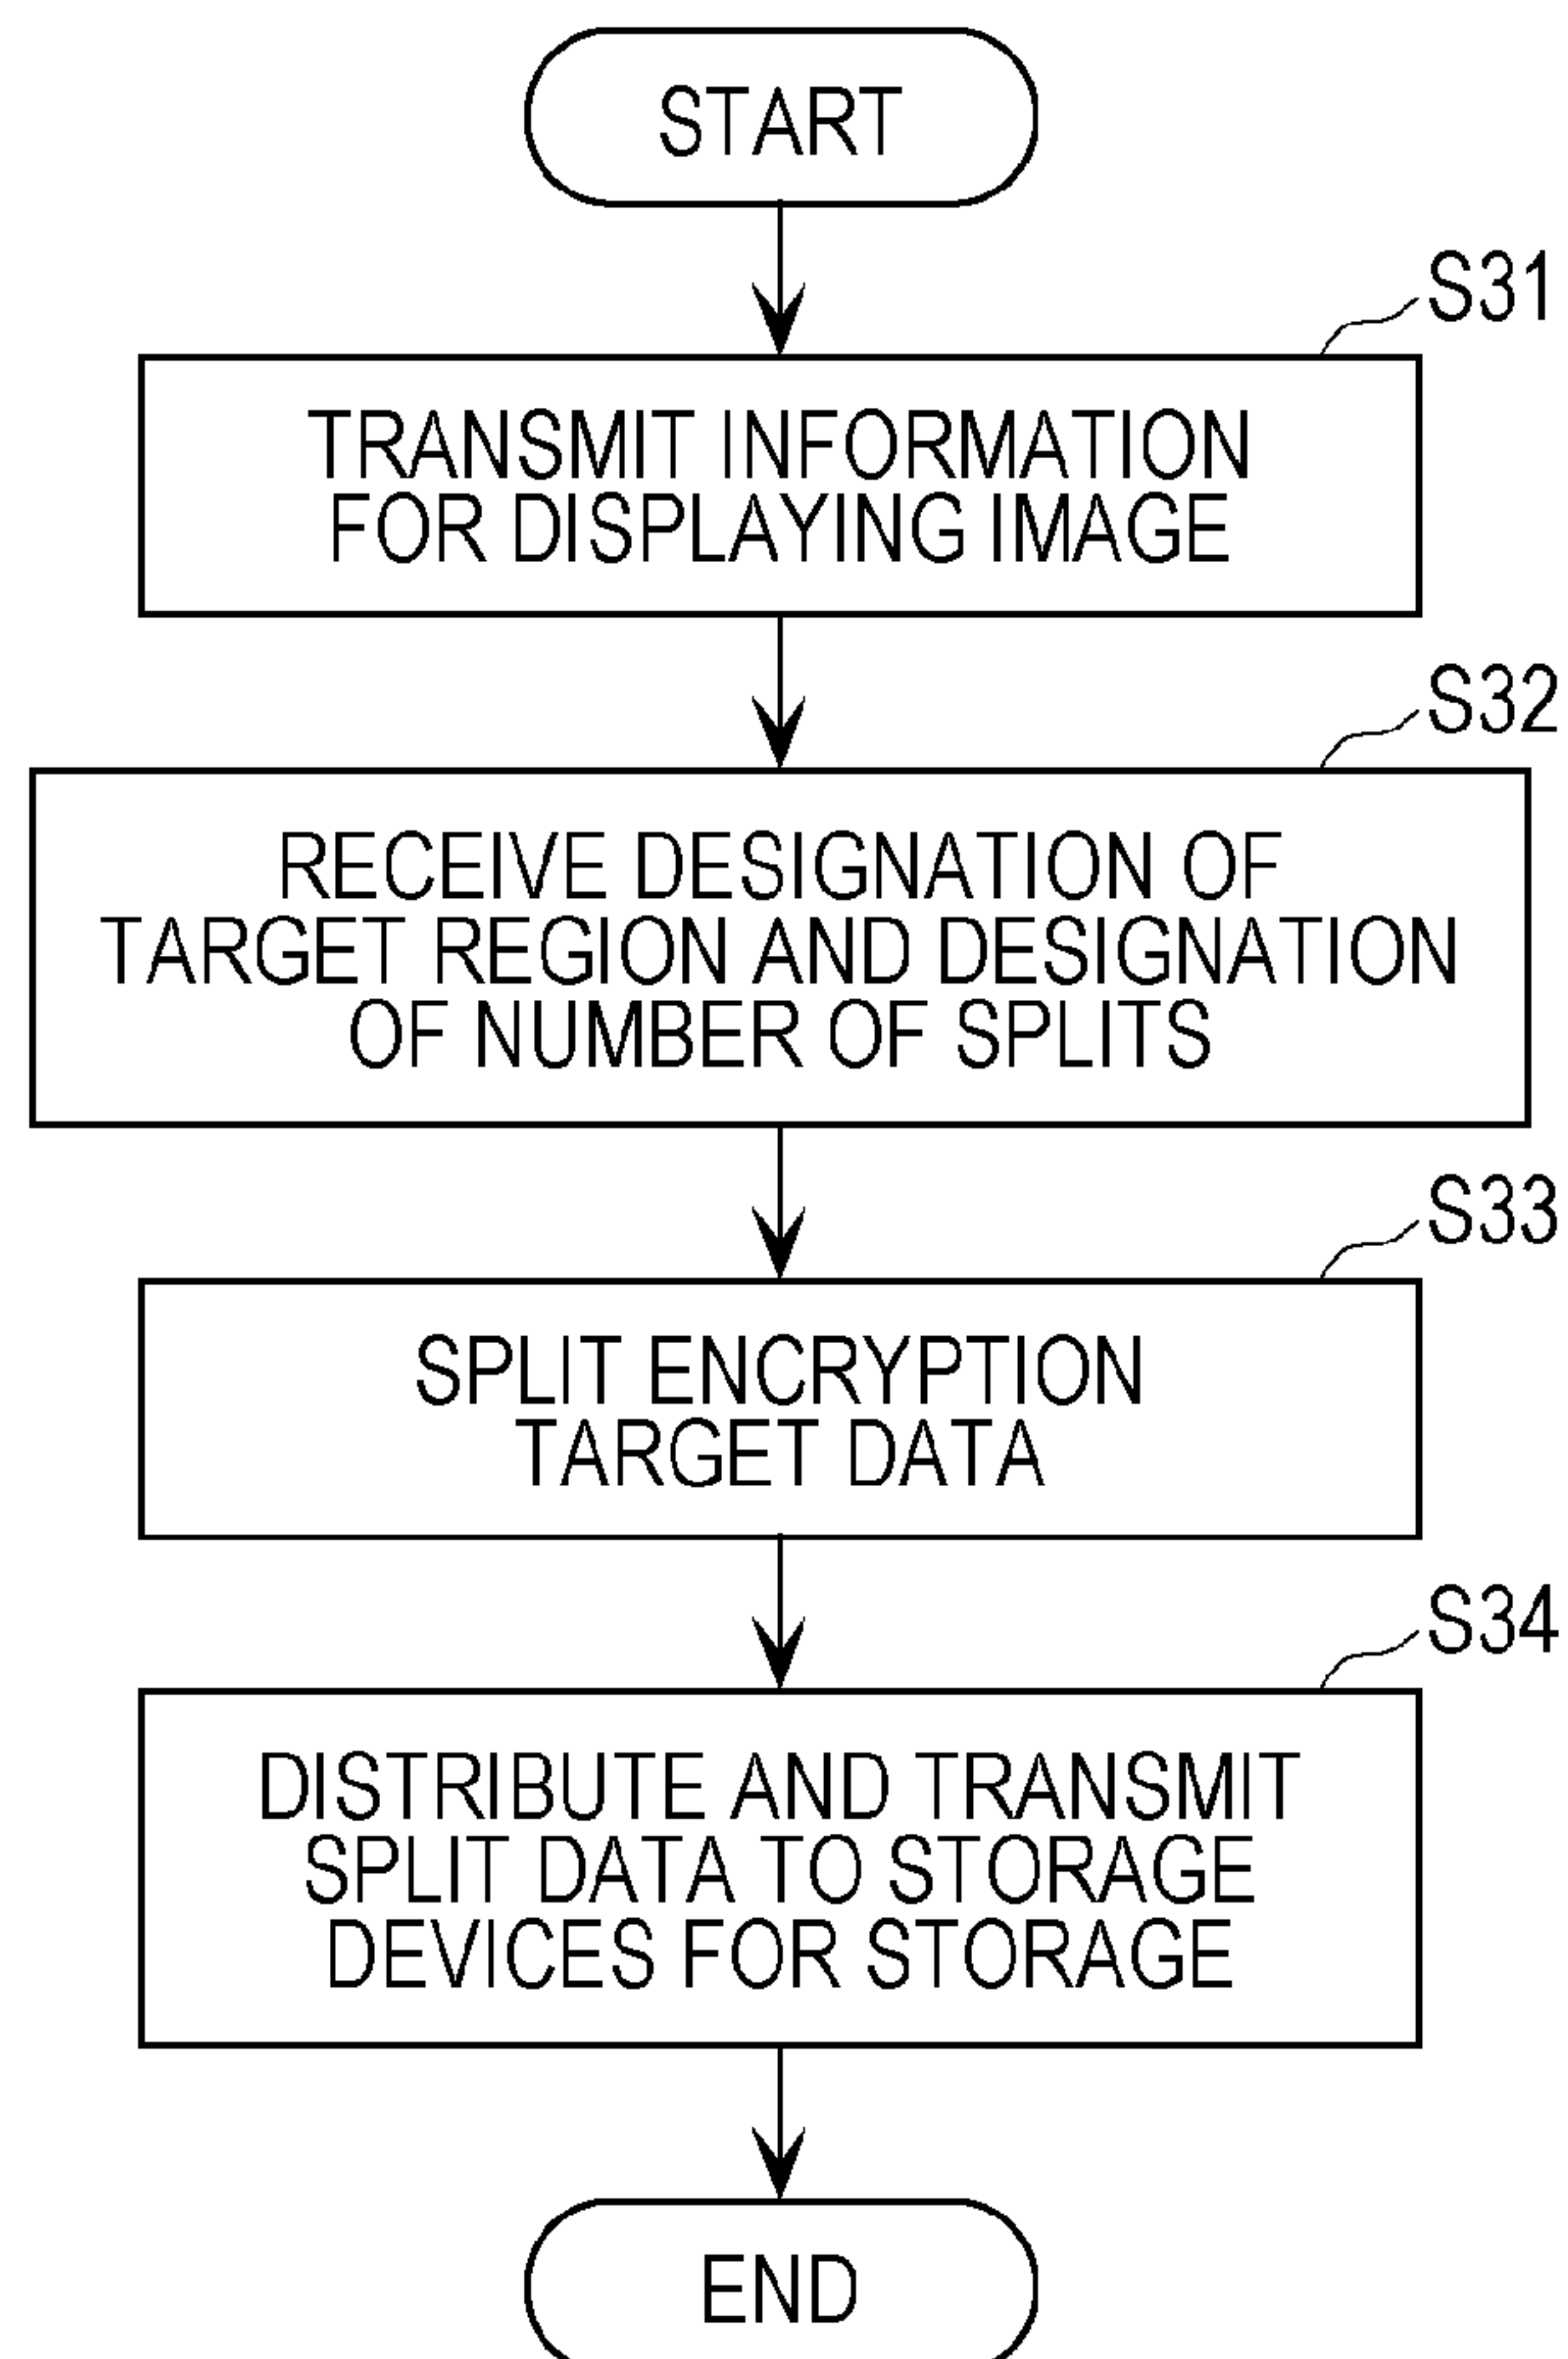 START
S31
TRANSMIT INFORMATION
FOR DISPLAYING IMAGE
S32
RECEIVE DESIGNATION OF
TARGET REGION AND DESIGNATION
OF NUMBER OF SPLITS
S33
SPLIT ENCRYPTION
TARGET DATA
S34
DISTRIBUTE AND TRANSMIT
SPLIT DATA TO STORAGE
DEVICES FOR STORAGE
END